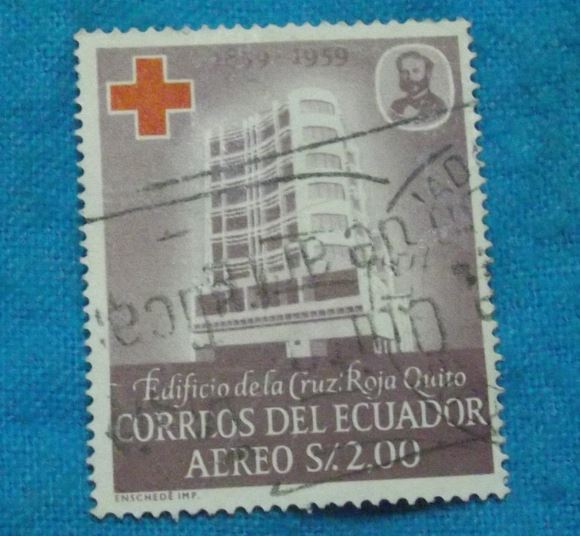 1859 1959
Edificio de la Cruz Roja Quito
CORREOS DEL ECUADOR
AEREO S/. 2,00
ENSCHEDÉ IMP.